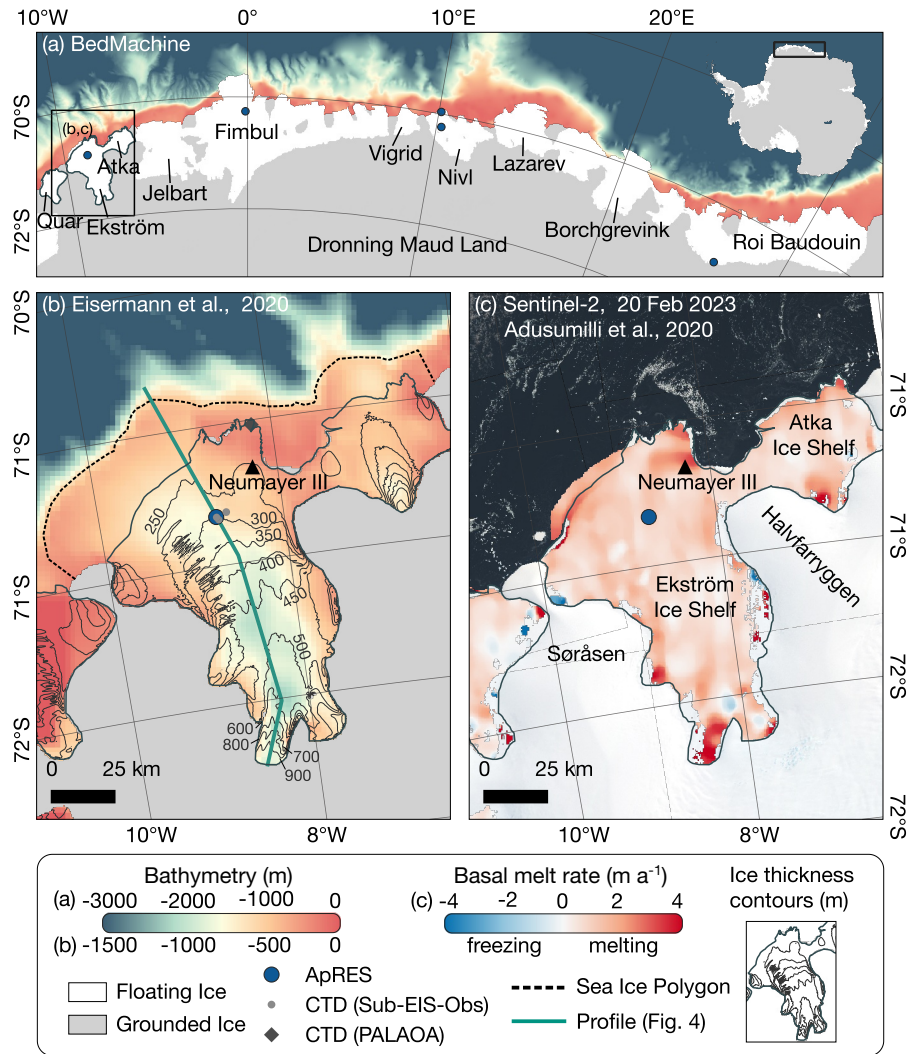 10°W 0° 10°E 20°E
(a) BedMachine
70°S
72°S
(b,c)
Atka
Quar
Ekström
Jelbart
Fimbul
Vigrid
Nivl
Lazarev
Borchgrevink
Roi Baudouin
Dronning Maud Land
(b) Eisermann et al., 2020
70°S
71°S
71°S
72°S
Neumayer III
250
300
350
400
450
500
600
800
700
900
0 25 km
10°W 8°W
(c) Sentinel-2, 20 Feb 2023
Adusumilli et al., 2020
71°S
71°S
72°S
72°S
Atka
Ice Shelf
Neumayer III
Halvfarryggen
Ekström
Ice Shelf
Søråsen
0 25 km
10°W 8°W
Bathymetry (m)
(a) -3000 -2000 -1000 0
(b) -1500 -1000 -500 0
Basal melt rate (m a⁻¹)
(c) -4 -2 0 2 4
freezing melting
Ice thickness
contours (m)
Floating Ice
Grounded Ice
ApRES
CTD (Sub-EIS-Obs)
CTD (PALAOA)
Sea Ice Polygon
Profile (Fig. 4)